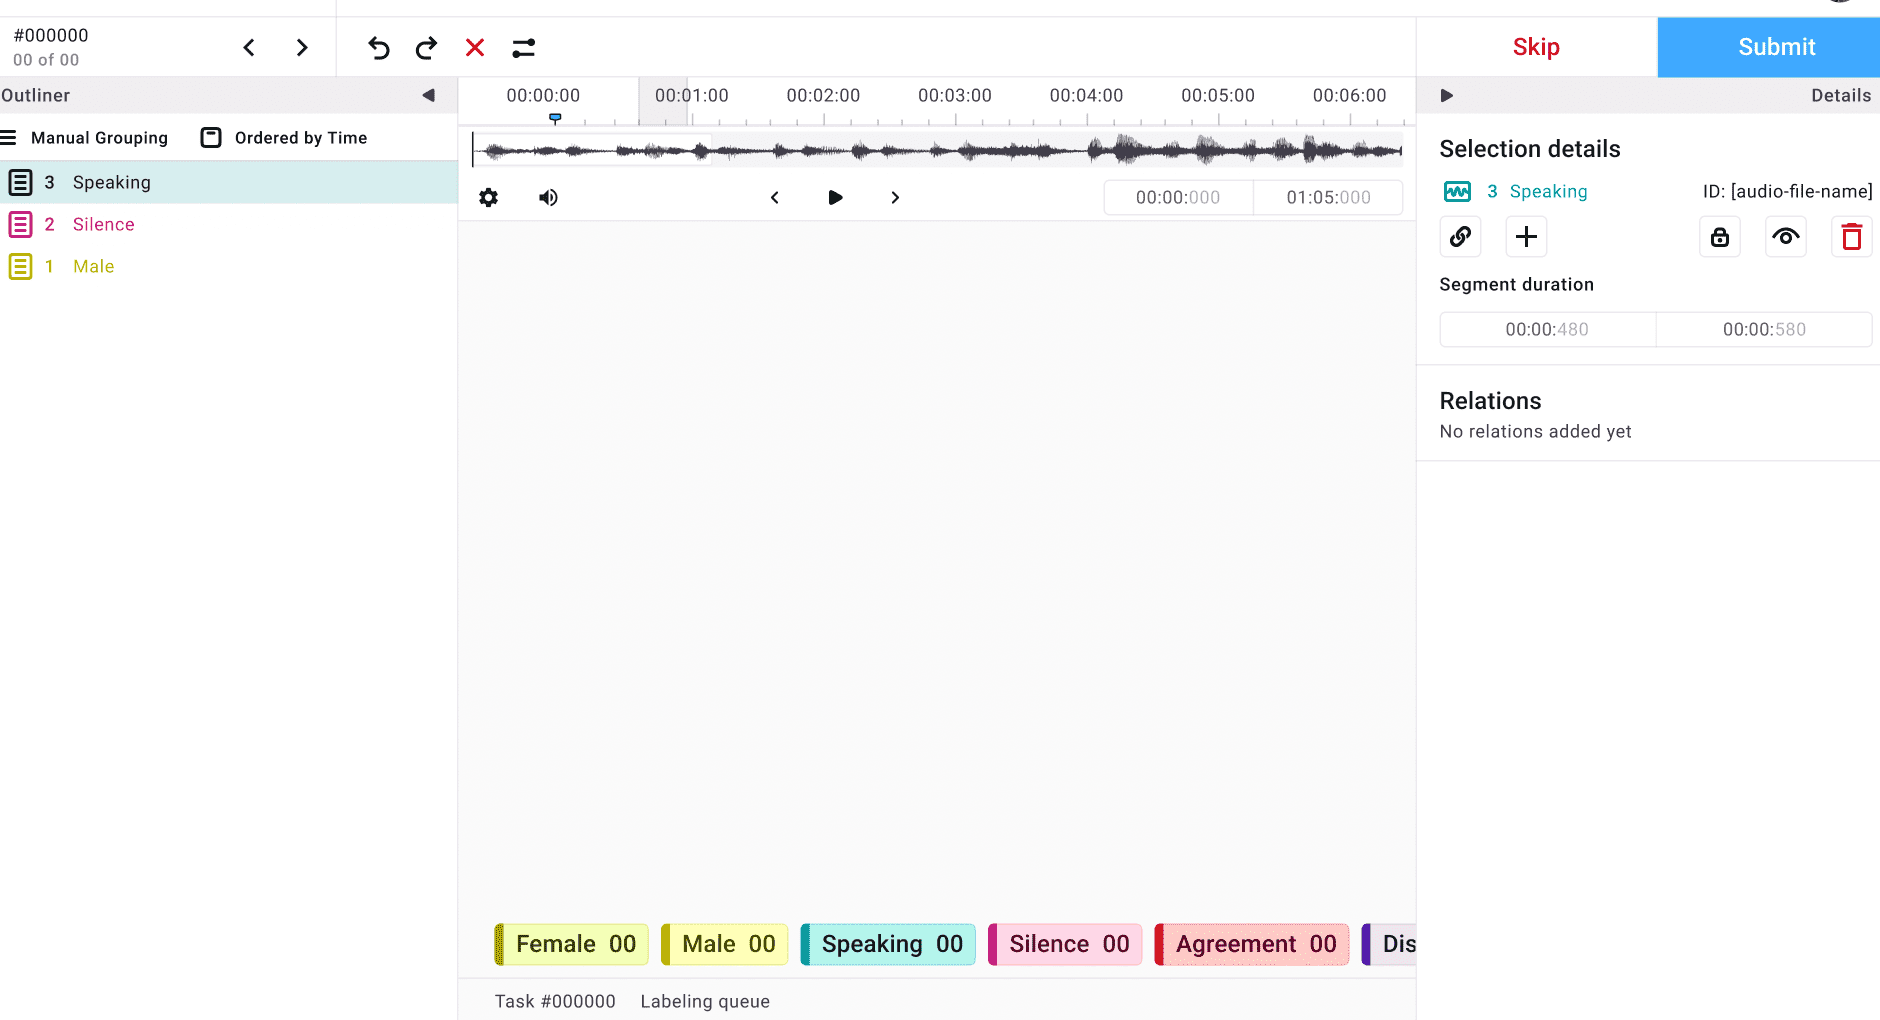 #000000
00 of 00
Skip
Submit
Outliner
00:00:00 00:01:00 00:02:00 00:03:00 00:04:00 00:05:00 00:06:00
Details
Manual Grouping Ordered by Time
3 Speaking
2 Silence
1 Male
00:00:000 01:05:000
Selection details
3 Speaking ID: [audio-file-name]
Segment duration
00:00:480 00:00:580
Relations
No relations added yet
Female 00 Male 00 Speaking 00 Silence 00 Agreement 00 Dis
Task #000000 Labeling queue